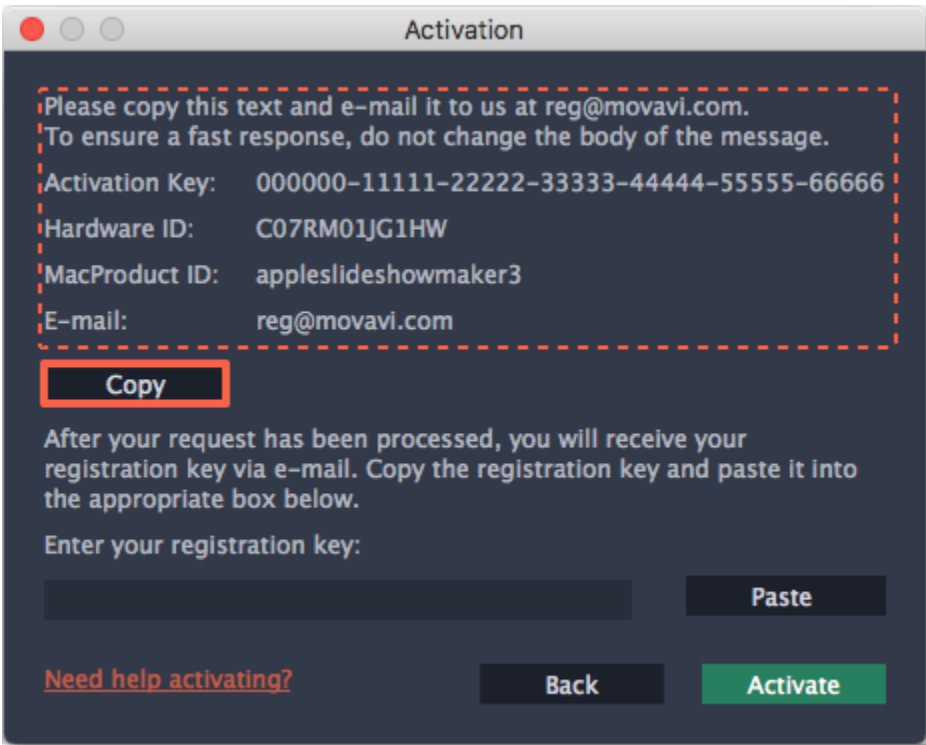 Activation
Please copy this text and e-mail it to us at reg@movavi.com.
To ensure a fast response, do not change the body of the message.
Activation Key: 000000-11111-22222-33333-44444-55555-66666
Hardware ID: C07RM01JG1HW
MacProduct ID: appleslideshowmaker3
E-mail: reg@movavi.com
Copy
After your request has been processed, you will receive your
registration key via e-mail. Copy the registration key and paste it into
the appropriate box below.
Enter your registration key:
Paste
Need help activating?
Back
Activate